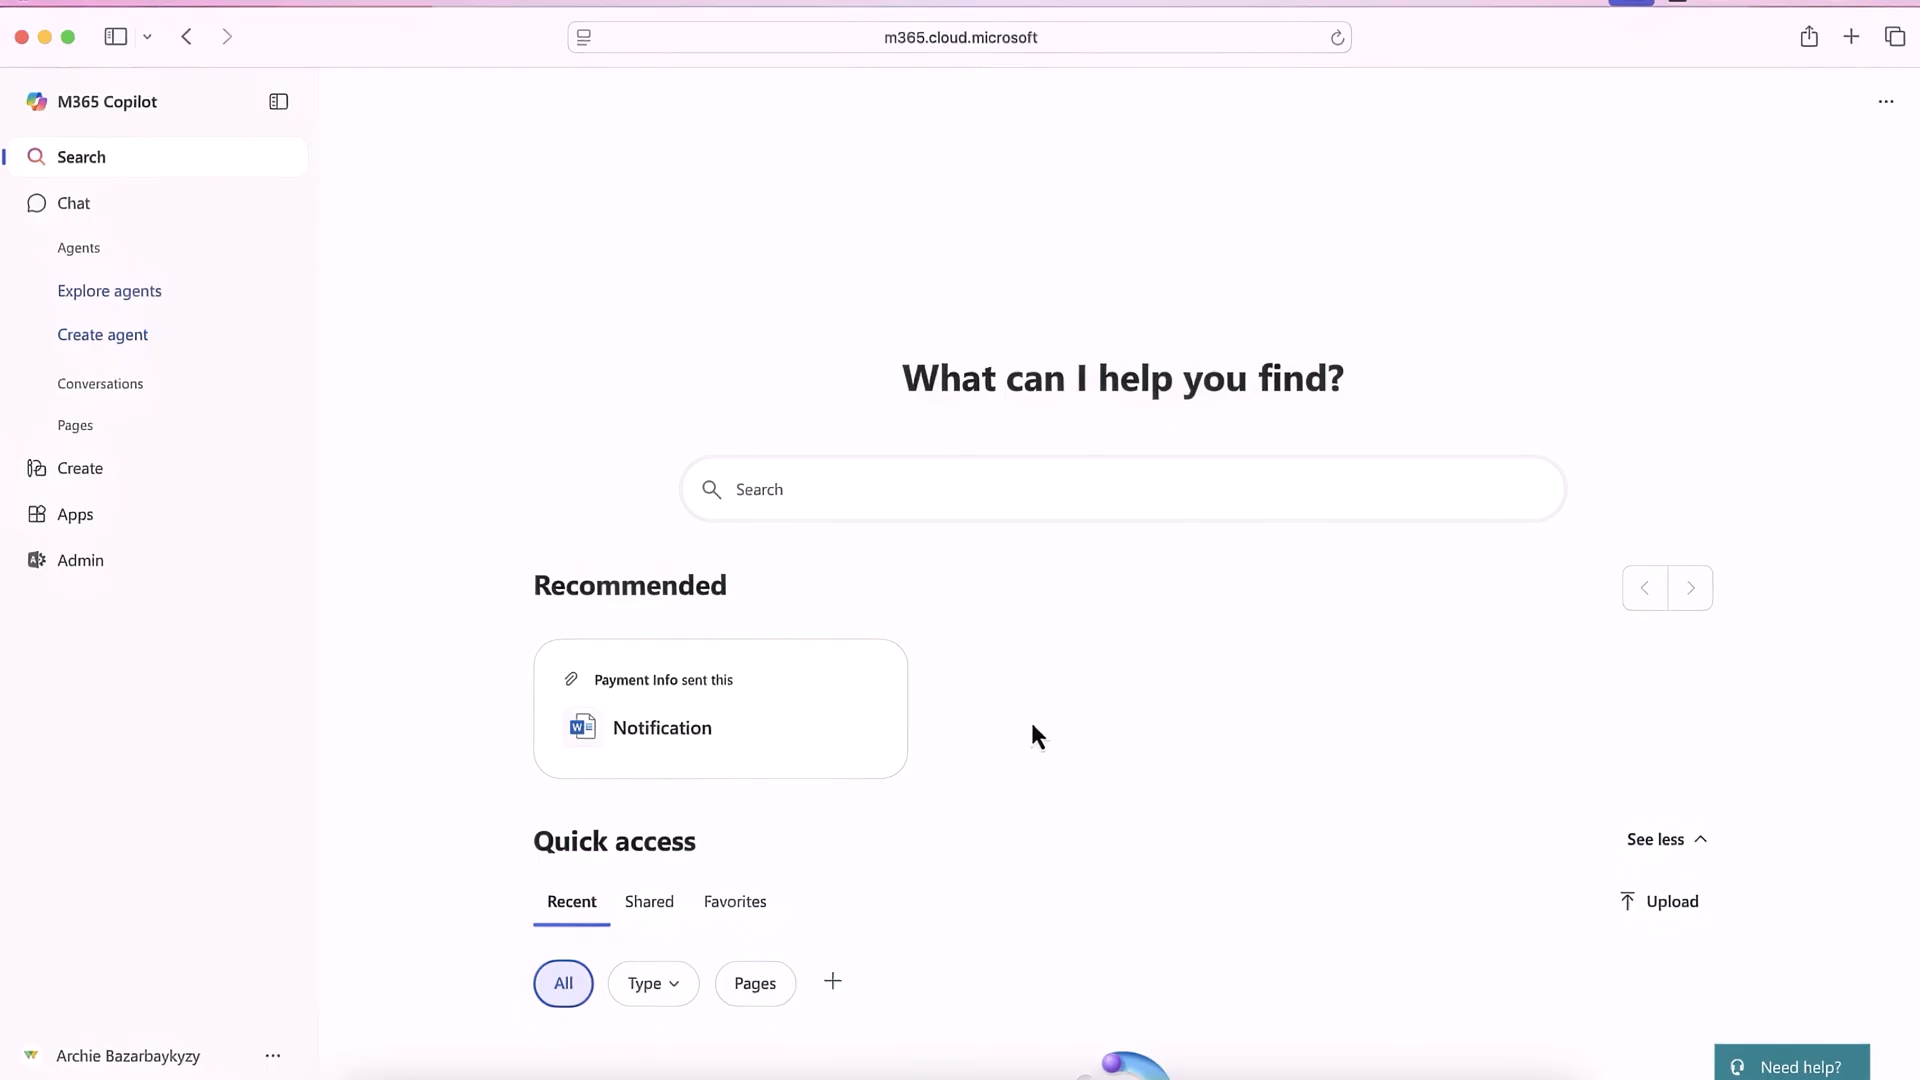 m365.cloud.microsoft
M365 Copilot
Search
Chat
Agents
Explore agents
Create agent
Conversations
Pages
Create
Apps
Admin
Archie Bazarbaykyzy
What can I help you find?
Search
Recommended
Payment Info sent this
Notification
Quick access
See less
Recent Shared Favorites
Upload
All Type Pages
Need help?